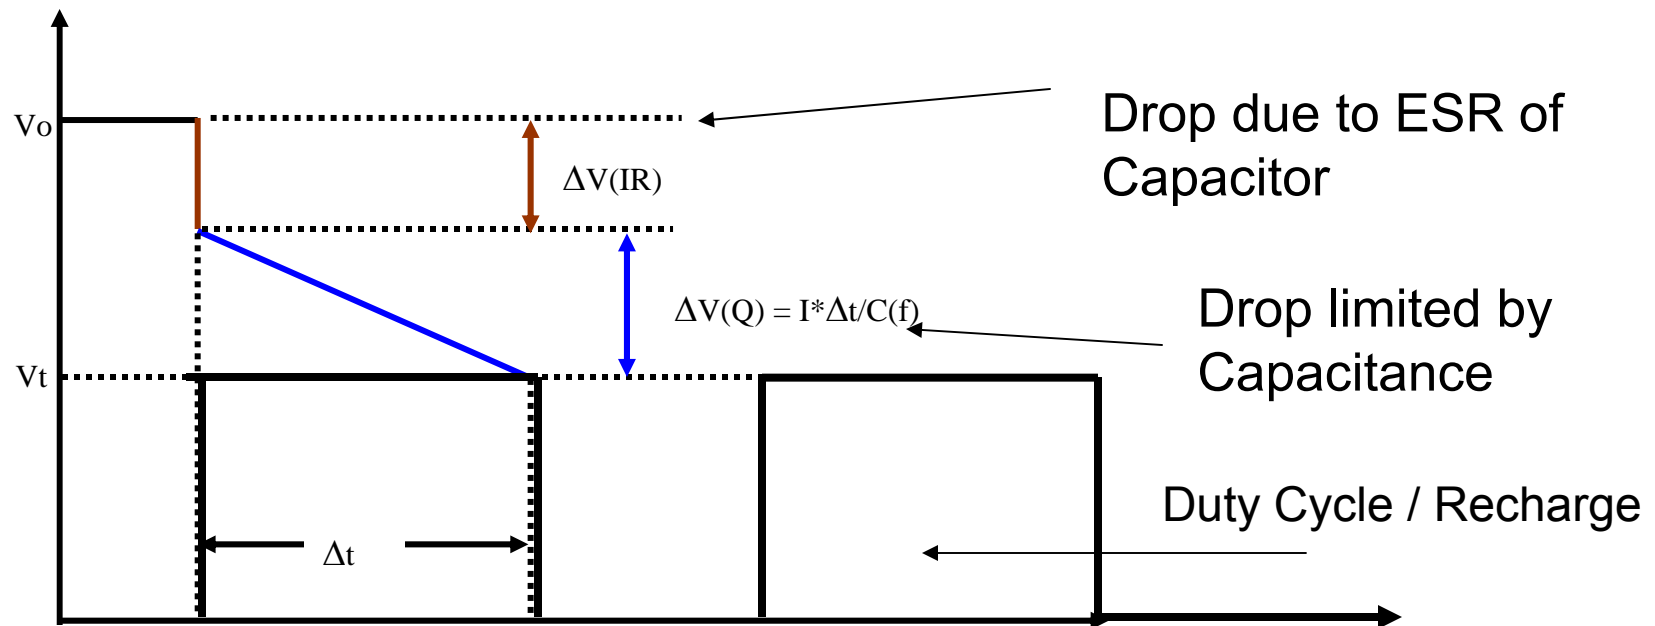 Vo
Drop due to ESR of
Capacitor
ΔV(IR)
Drop limited by
Capacitance
ΔV(Q) = I*Δt/C(f)
Vt
Duty Cycle / Recharge
Δt